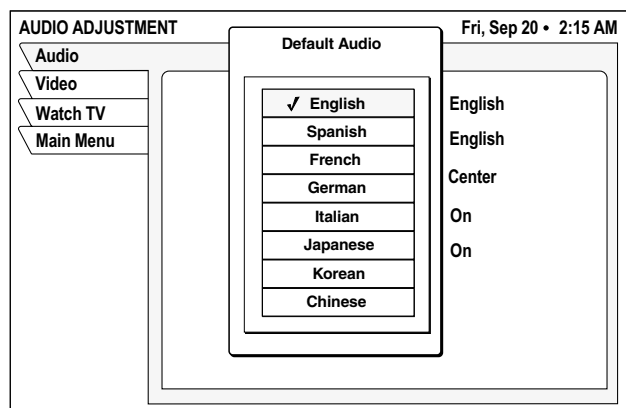 AUDIO ADJUSTMENT
Fri, Sep 20 • 2:15 AM
Audio
Video
Watch TV
Main Menu
Default Audio
✓ English
Spanish
French
German
Italian
Japanese
Korean
Chinese
English
English
Center
On
On